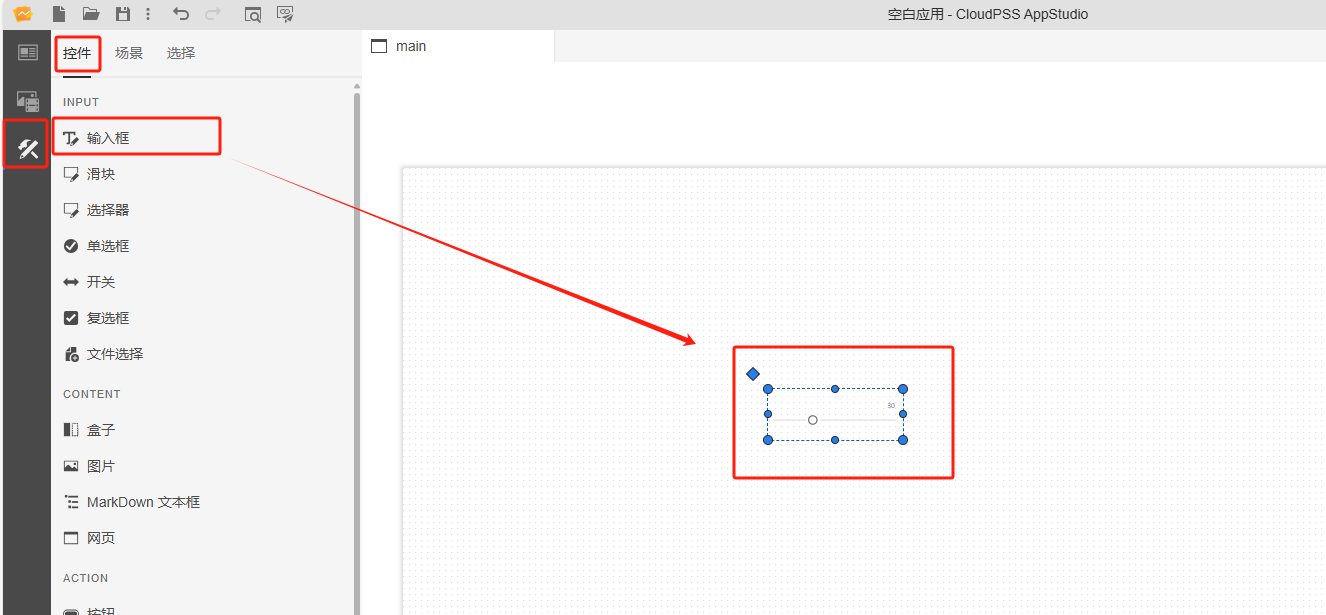 空白应用 - CloudPSS AppStudio
控件 场景 选择
main
INPUT
输入框
滑块
选择器
单选框
开关
复选框
文件选择
30
CONTENT
盒子
图片
MarkDown 文本框
网页
ACTION
按钮